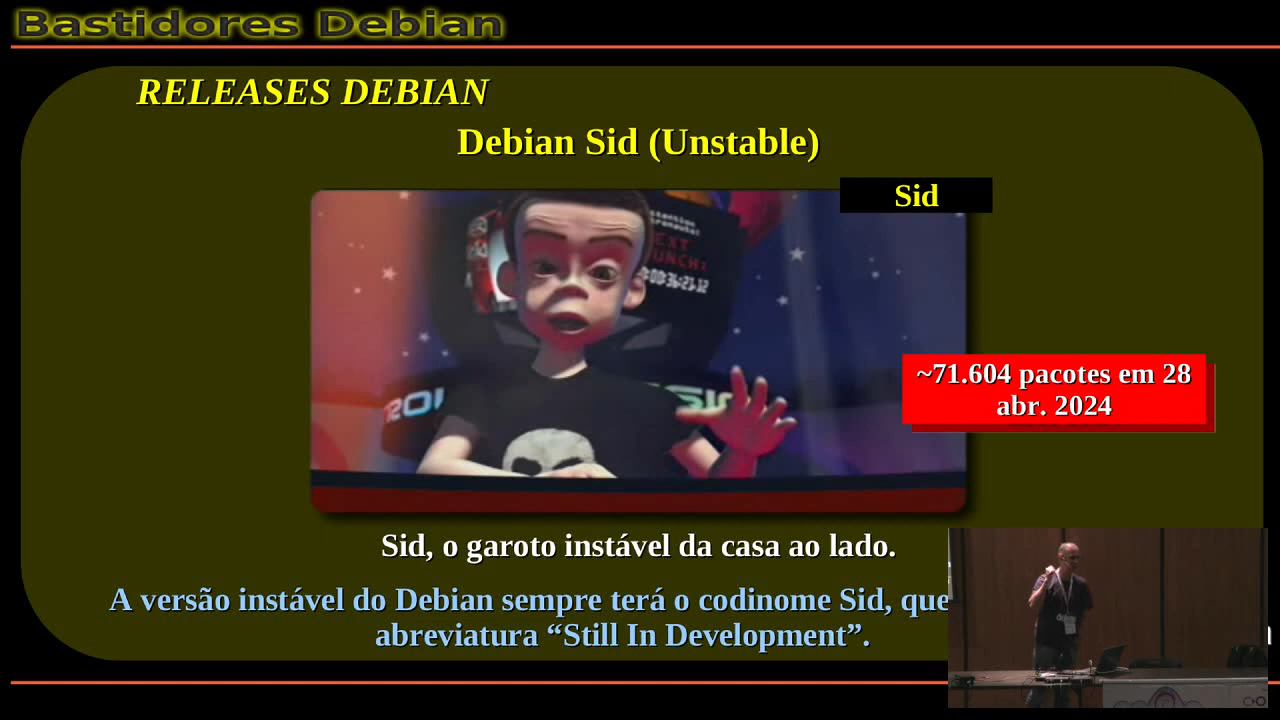 Bastidores Debian
RELEASES DEBIAN
Debian Sid (Unstable)
Sid
NEXT
~71.604 pacotes em 28
abr. 2024
Sid, o garoto instável da casa ao lado.
A versão instável do Debian sempre terá o codinome Sid, que
abreviatura “Still In Development”.